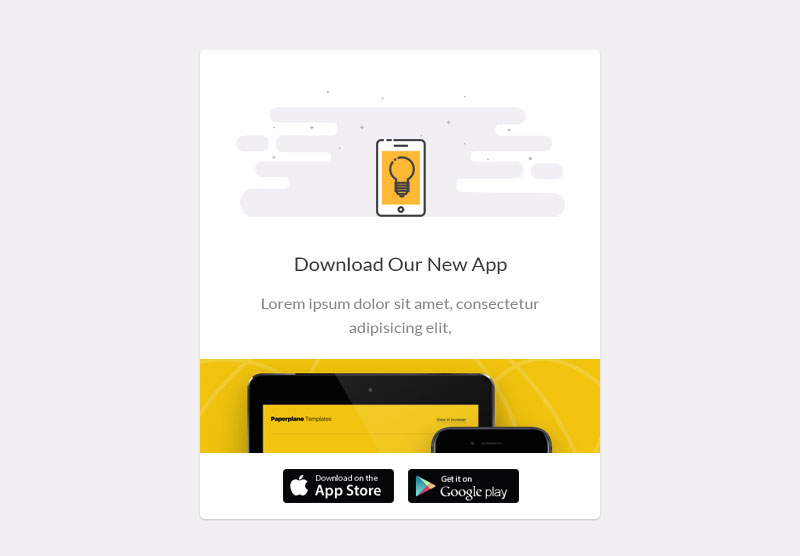 Download Our New App
Lorem ipsum dolor sit amet, consectetur
adipisicing elit,
Paperplane Templates
View in browser
Download on the
App Store
Get it on
Google play